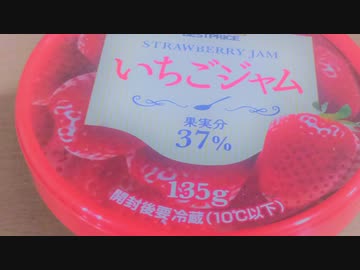 BESTPRICE
STRAWBERRY JAM
いちごジャム
果実分
37%
135g
開封後要冷蔵(10℃以下)